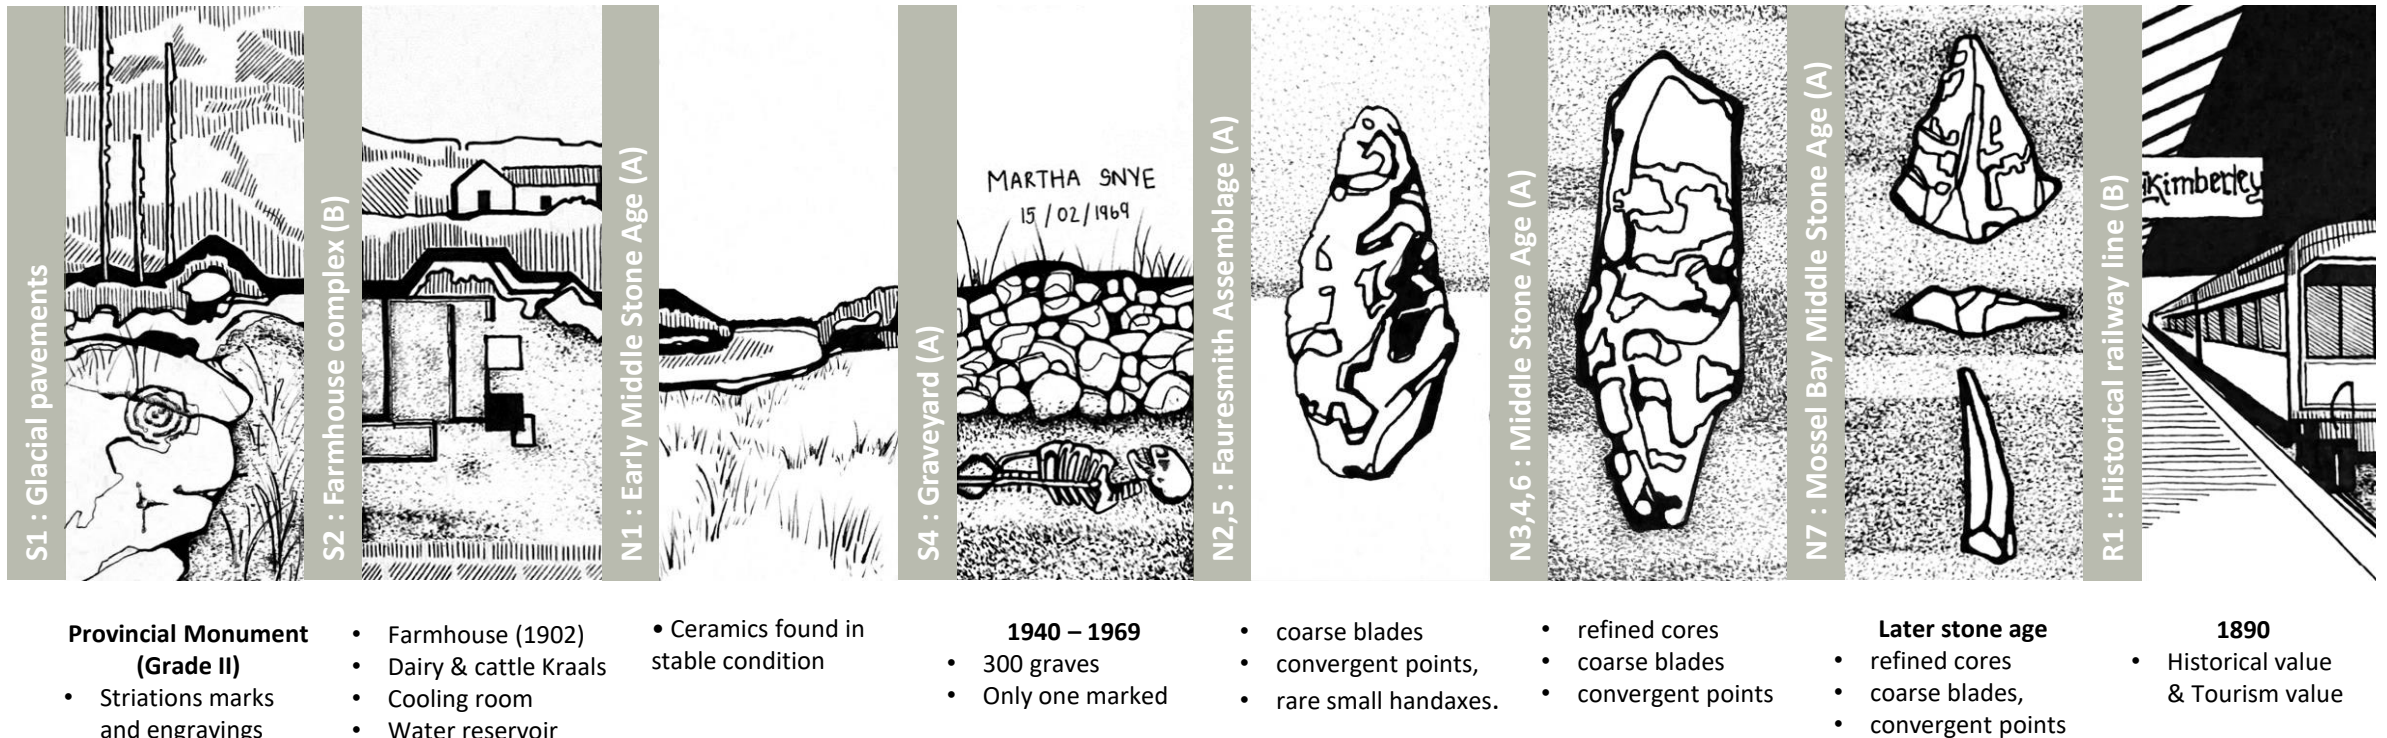 S1 : Glacial pavements
Provincial Monument
(Grade II)
• Striations marks
and engravings
S2 : Farmhouse complex (B)
• Farmhouse (1902)
• Dairy & cattle Kraals
• Cooling room
• Water reservoir
N1 : Early Middle Stone Age (A)
• Ceramics found in
stable condition
S4 : Graveyard (A)
MARTHA SNYE
15 / 02 / 1969
1940 – 1969
• 300 graves
• Only one marked
N2,5 : Fauresmith Assemblage (A)
• coarse blades
• convergent points,
• rare small handaxes.
N3,4,6 : Middle Stone Age (A)
• refined cores
• coarse blades
• convergent points
N7 : Mossel Bay Middle Stone Age (A)
Later stone age
• refined cores
• coarse blades,
• convergent points
R1 : Historical railway line (B)
Kimberley
1890
• Historical value
& Tourism value